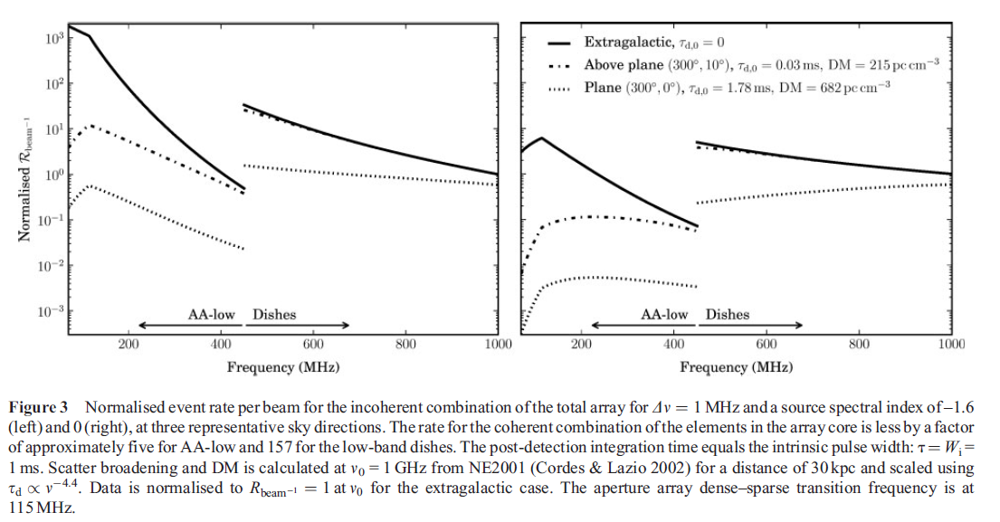 Extragalactic, τd,0 = 0
Above plane (300°, 10°), τd,0 = 0.03 ms, DM = 215 pc cm−3
Plane (300°, 0°), τd,0 = 1.78 ms, DM = 682 pc cm−3
Normalised Rbeam−1
10³
10²
10¹
10⁰
10⁻¹
10⁻²
10⁻³
AA-low Dishes
AA-low Dishes
200 400 600 800 1000
200 400 600 800 1000
Frequency (MHz)
Frequency (MHz)
Figure 3 Normalised event rate per beam for the incoherent combination of the total array for Δν = 1 MHz and a source spectral index of −1.6
(left) and 0 (right), at three representative sky directions. The rate for the coherent combination of the elements in the array core is less by a factor
of approximately five for AA-low and 157 for the low-band dishes. The post-detection integration time equals the intrinsic pulse width: τ = Wi =
1 ms. Scatter broadening and DM is calculated at ν0 = 1 GHz from NE2001 (Cordes & Lazio 2002) for a distance of 30 kpc and scaled using
τd ∝ ν−4.4. Data is normalised to Rbeam−1 = 1 at ν0 for the extragalactic case. The aperture array dense–sparse transition frequency is at
115 MHz.